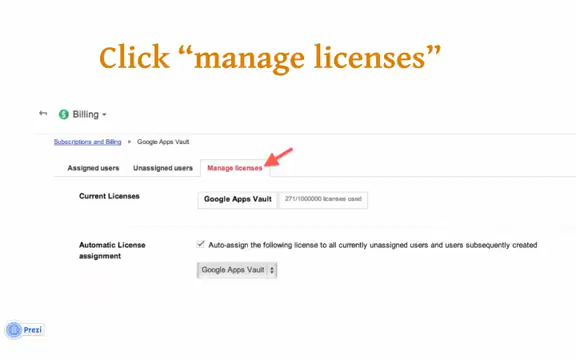 Click “manage licenses”
Billing
Subscriptions and Billing » Google Apps Vault
Assigned users Unassigned users Manage licenses
Current Licenses Google Apps Vault 271/1000000 licenses used
Automatic License assignment
Auto-assign the following license to all currently unassigned users and users subsequently created
Google Apps Vault
Prezi